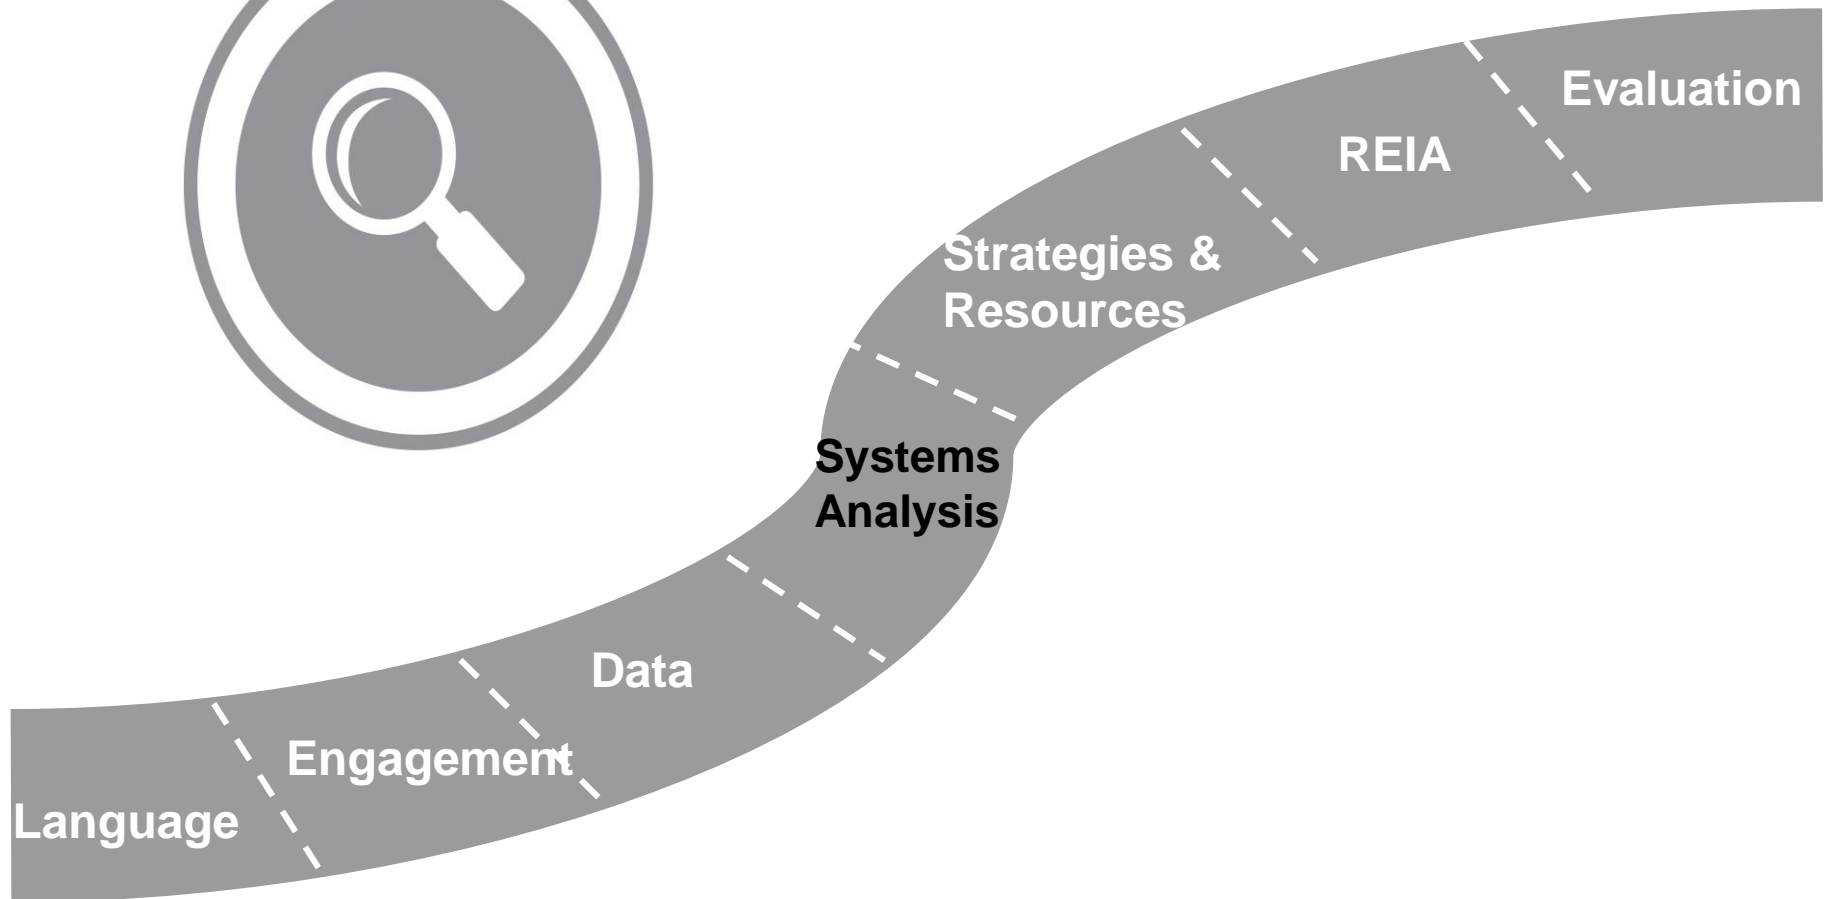 Evaluation
REIA
Strategies &
Resources
Systems
Analysis
Data
Engagement
Language